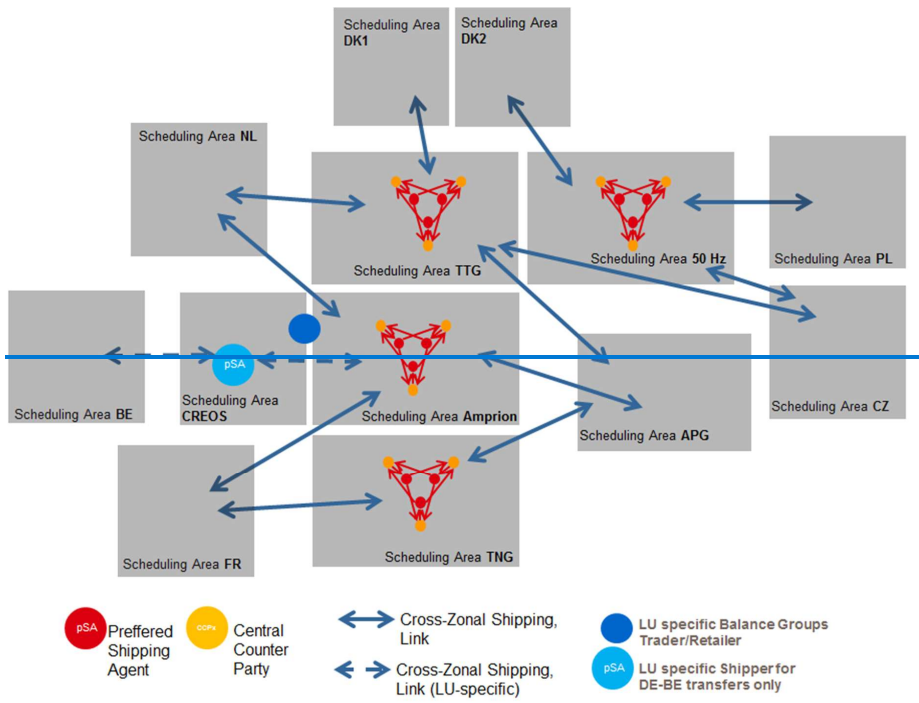 Scheduling Area
DK1
Scheduling Area
DK2
Scheduling Area NL
Scheduling Area TTG
Scheduling Area 50 Hz
Scheduling Area PL
Scheduling Area BE
pSA
Scheduling Area
CREOS
Scheduling Area Amprion
Scheduling Area APG
Scheduling Area CZ
Scheduling Area FR
Scheduling Area TNG
pSA
Preffered
Shipping
Agent
CCPs
Central
Counter
Party
Cross-Zonal Shipping,
Link
Cross-Zonal Shipping,
Link (LU-specific)
LU specific Balance Groups
Trader/Retailer
pSA
LU specific Shipper for
DE-BE transfers only